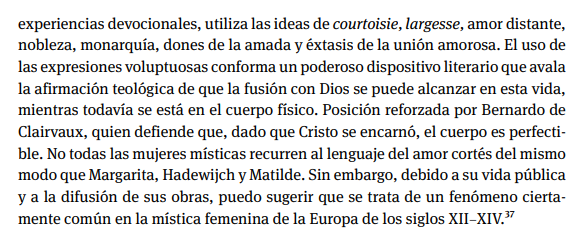 experiencias devocionales, utiliza las ideas de courtoisie, largesse, amor distante,
nobleza, monarquía, dones de la amada y éxtasis de la unión amorosa. El uso de
las expresiones voluptuosas conforma un poderoso dispositivo literario que avala
la afirmación teológica de que la fusión con Dios se puede alcanzar en esta vida,
mientras todavía se está en el cuerpo físico. Posición reforzada por Bernardo de
Clairvaux, quien defiende que, dado que Cristo se encarnó, el cuerpo es perfecti-
ble. No todas las mujeres místicas recurren al lenguaje del amor cortés del mismo
modo que Margarita, Hadewijch y Matilde. Sin embargo, debido a su vida pública
y a la difusión de sus obras, puedo sugerir que se trata de un fenómeno cierta-
mente común en la mística femenina de la Europa de los siglos XII–XIV.³⁷